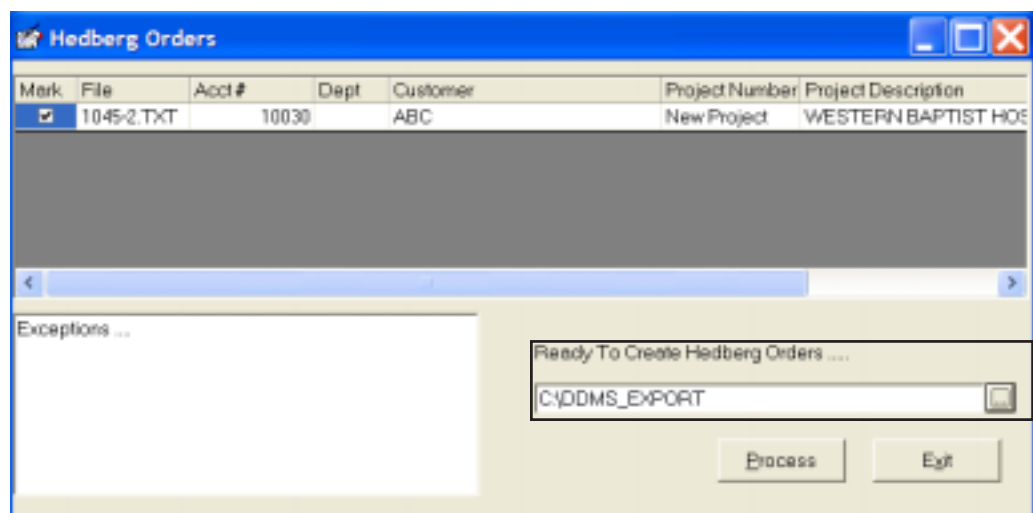 Hedberg Orders
Mark File Acct # Dept Customer Project Number Project Description
1045-2.TXT 10030 ABC New Project WESTERN BAPTIST HOS
Exceptions ...
Ready To Create Hedberg Orders ....
C:\DDMS_EXPORT ...
Process Exit